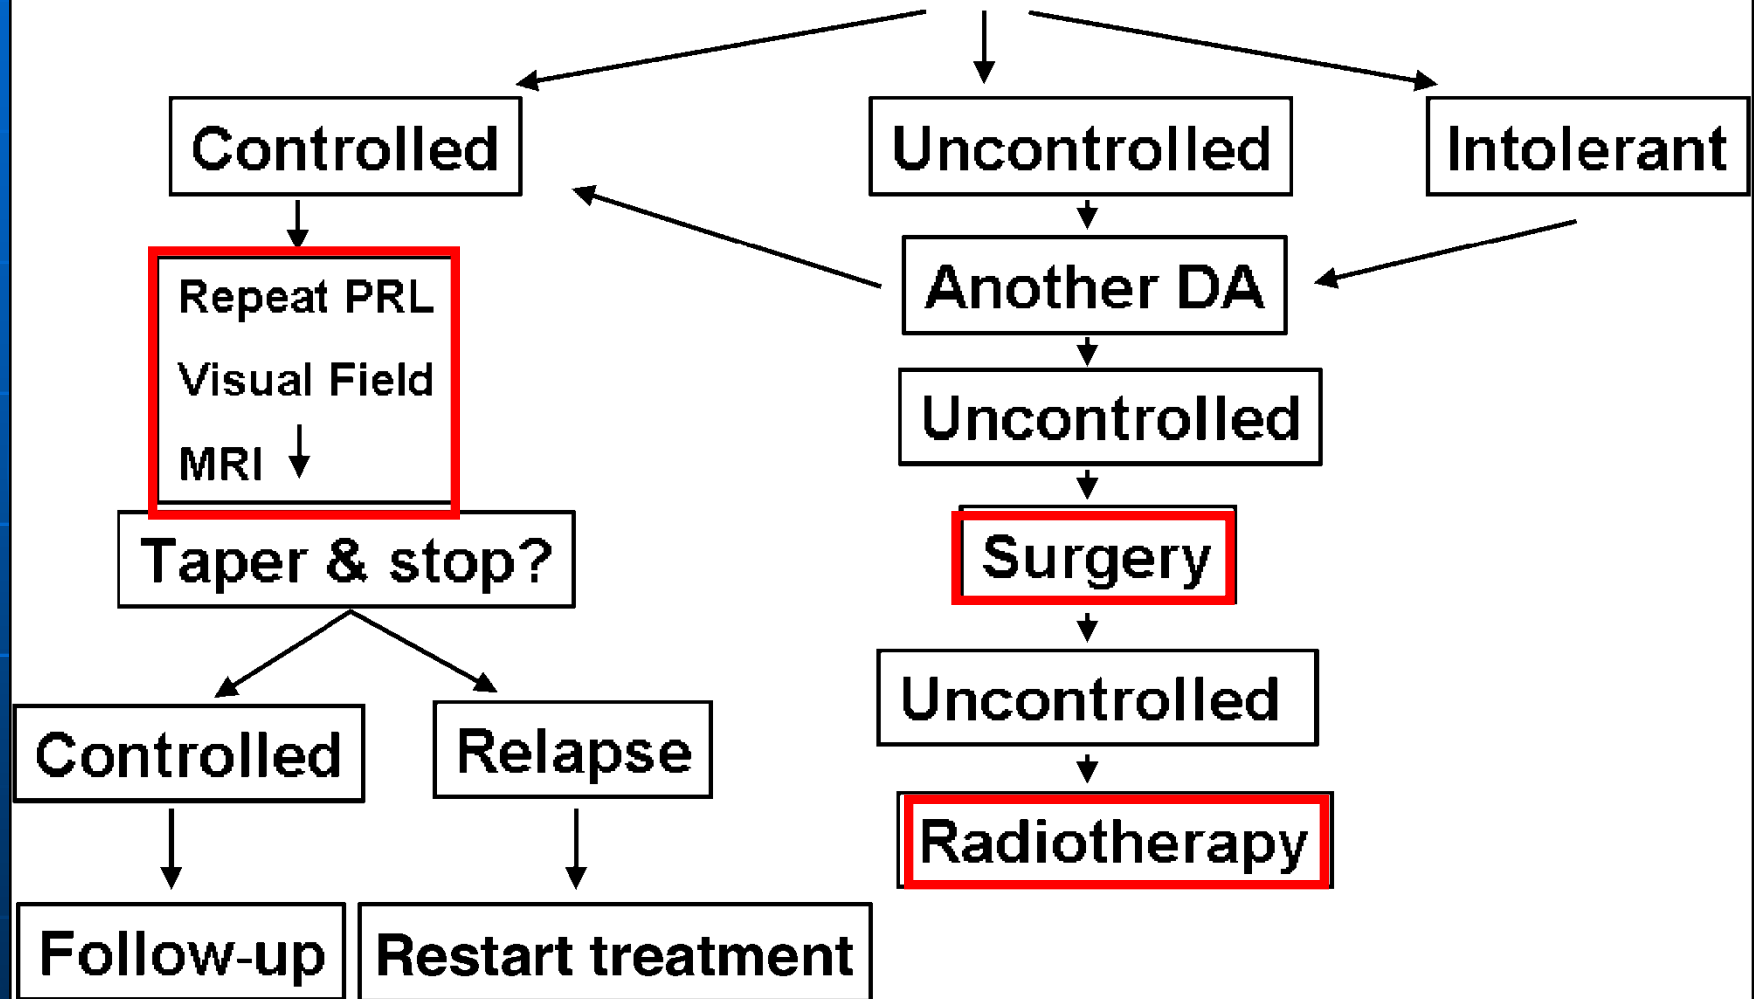 Controlled
Uncontrolled
Intolerant
Repeat PRL
Visual Field
MRI
Another DA
Uncontrolled
Taper & stop?
Surgery
Uncontrolled
Controlled
Relapse
Radiotherapy
Follow-up
Restart treatment